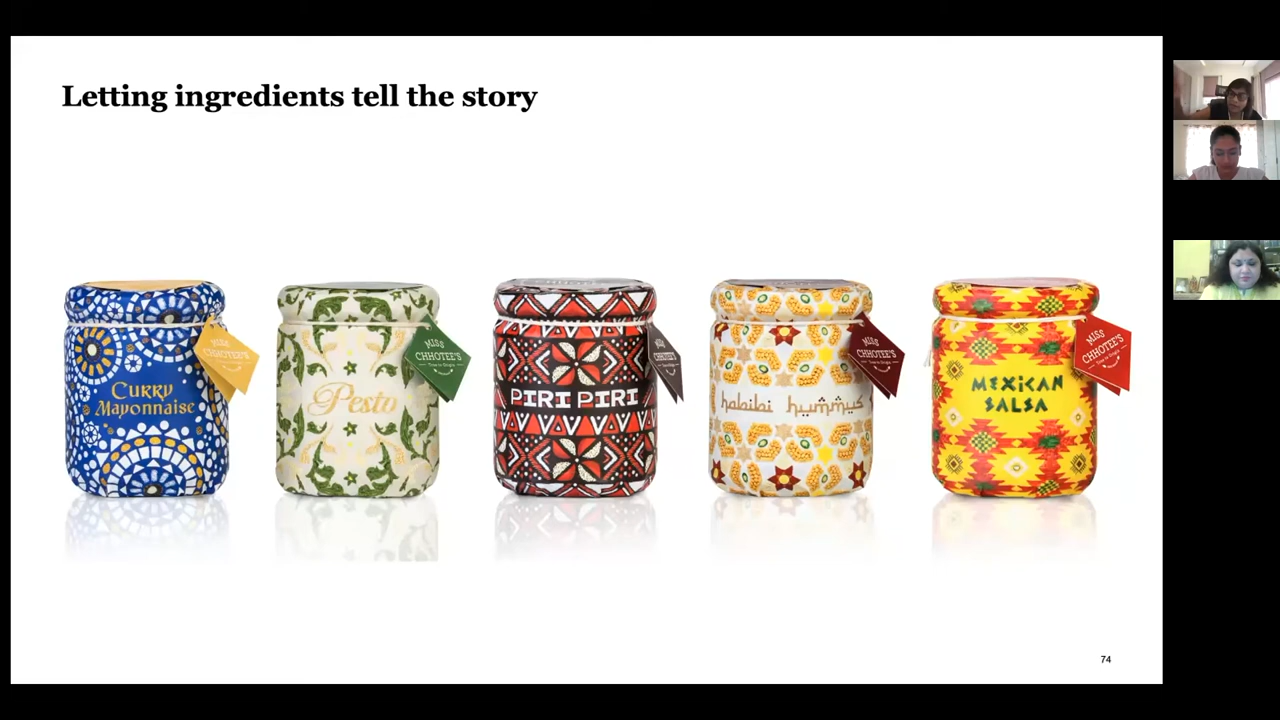 Letting ingredients tell the story
Curry
Mayonnaise
MISS
CHHOTEE'S
Pesto
MISS
CHHOTEE'S
PIRI PIRI
MISS
CHHOTEE'S
habibi hummus
MISS
CHHOTEE'S
MEXICAN
SALSA
MISS
CHHOTEE'S
74